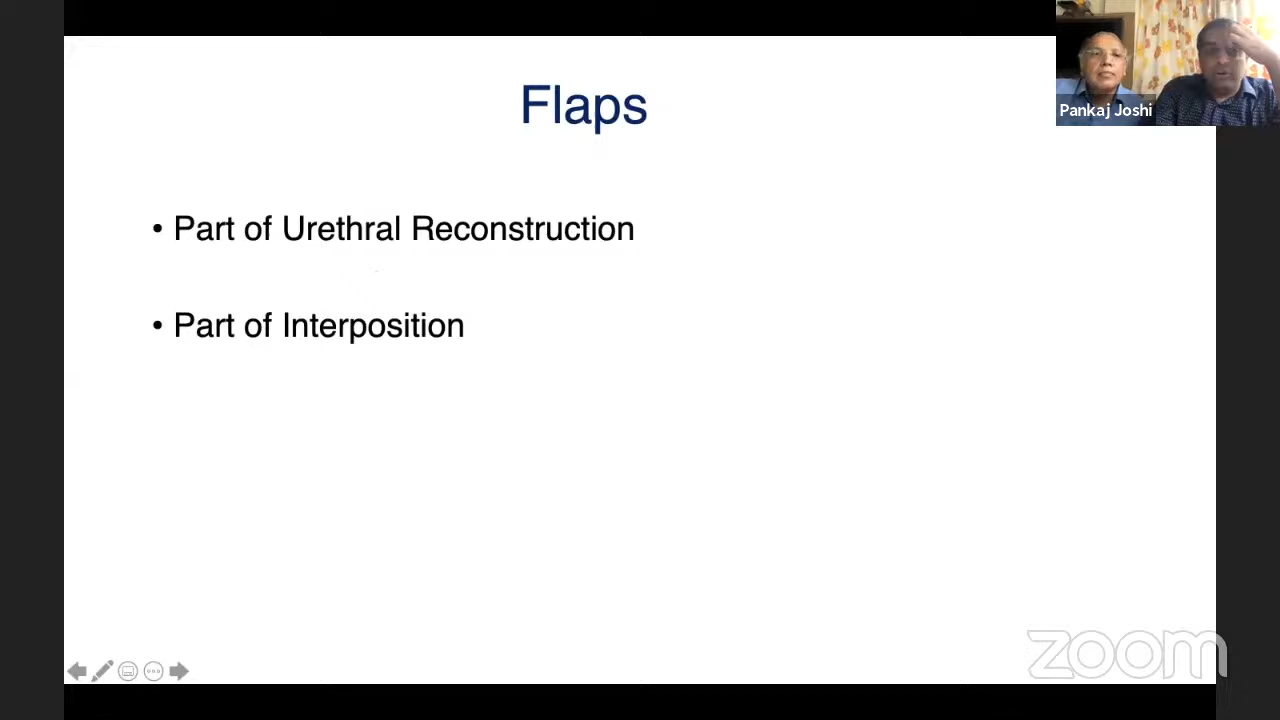 Flaps
Pankaj Joshi
• Part of Urethral Reconstruction
• Part of Interposition
zoom